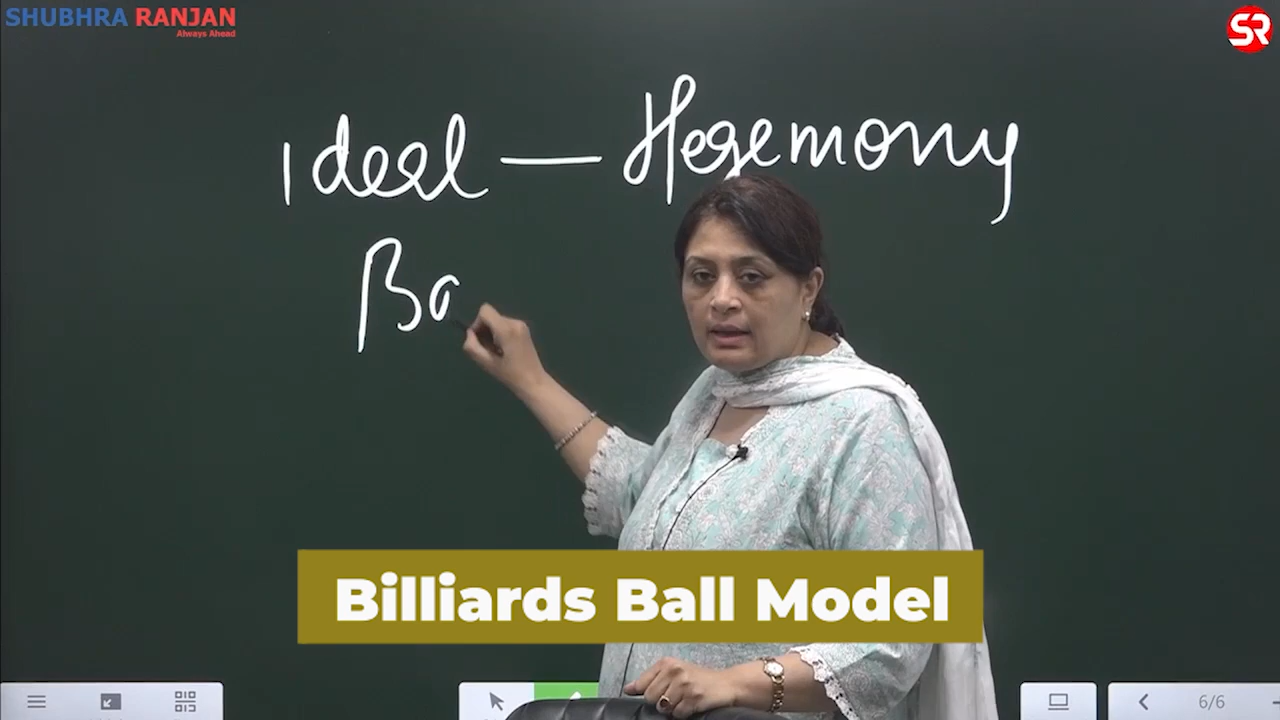 SHUBHRA RANJAN
Always Ahead
SR
Ideal — Hegemony
Ba
Billiards Ball Model
6/6